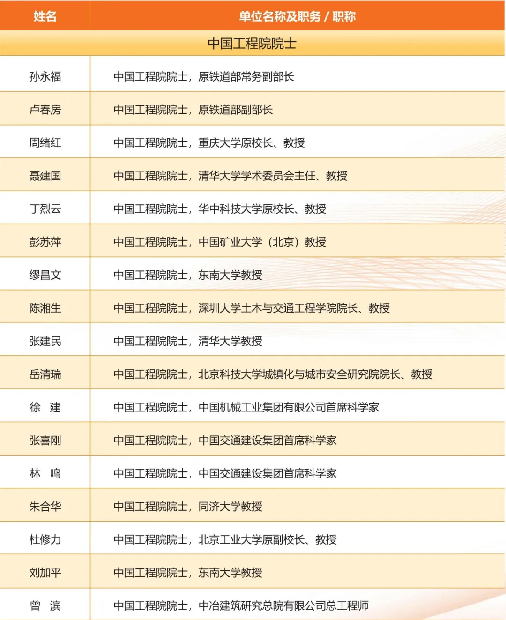 姓名 单位名称及职务 / 职称
中国工程院院士
孙永福 中国工程院院士，原铁道部常务副部长
卢春房 中国工程院院士，原铁道部副部长
周绪红 中国工程院院士，重庆大学原校长、教授
聂建国 中国工程院院士，清华大学学术委员会主任、教授
丁烈云 中国工程院院士，华中科技大学原校长、教授
彭苏萍 中国工程院院士，中国矿业大学（北京）教授
缪昌文 中国工程院院士，东南大学教授
陈湘生 中国工程院院士，深圳大学土木与交通工程学院院长、教授
张建民 中国工程院院士，清华大学教授
岳清瑞 中国工程院院士，北京科技大学城镇化与城市安全研究院院长、教授
徐 建 中国工程院院士，中国机械工业集团有限公司首席科学家
张喜刚 中国工程院院士，中国交通建设集团首席科学家
林 鸣 中国工程院院士，中国交通建设集团首席科学家
朱合华 中国工程院院士，同济大学教授
杜修力 中国工程院院士，北京工业大学原副校长、教授
刘加平 中国工程院院士，东南大学教授
曾 滨 中国工程院院士，中冶建筑研究总院有限公司总工程师